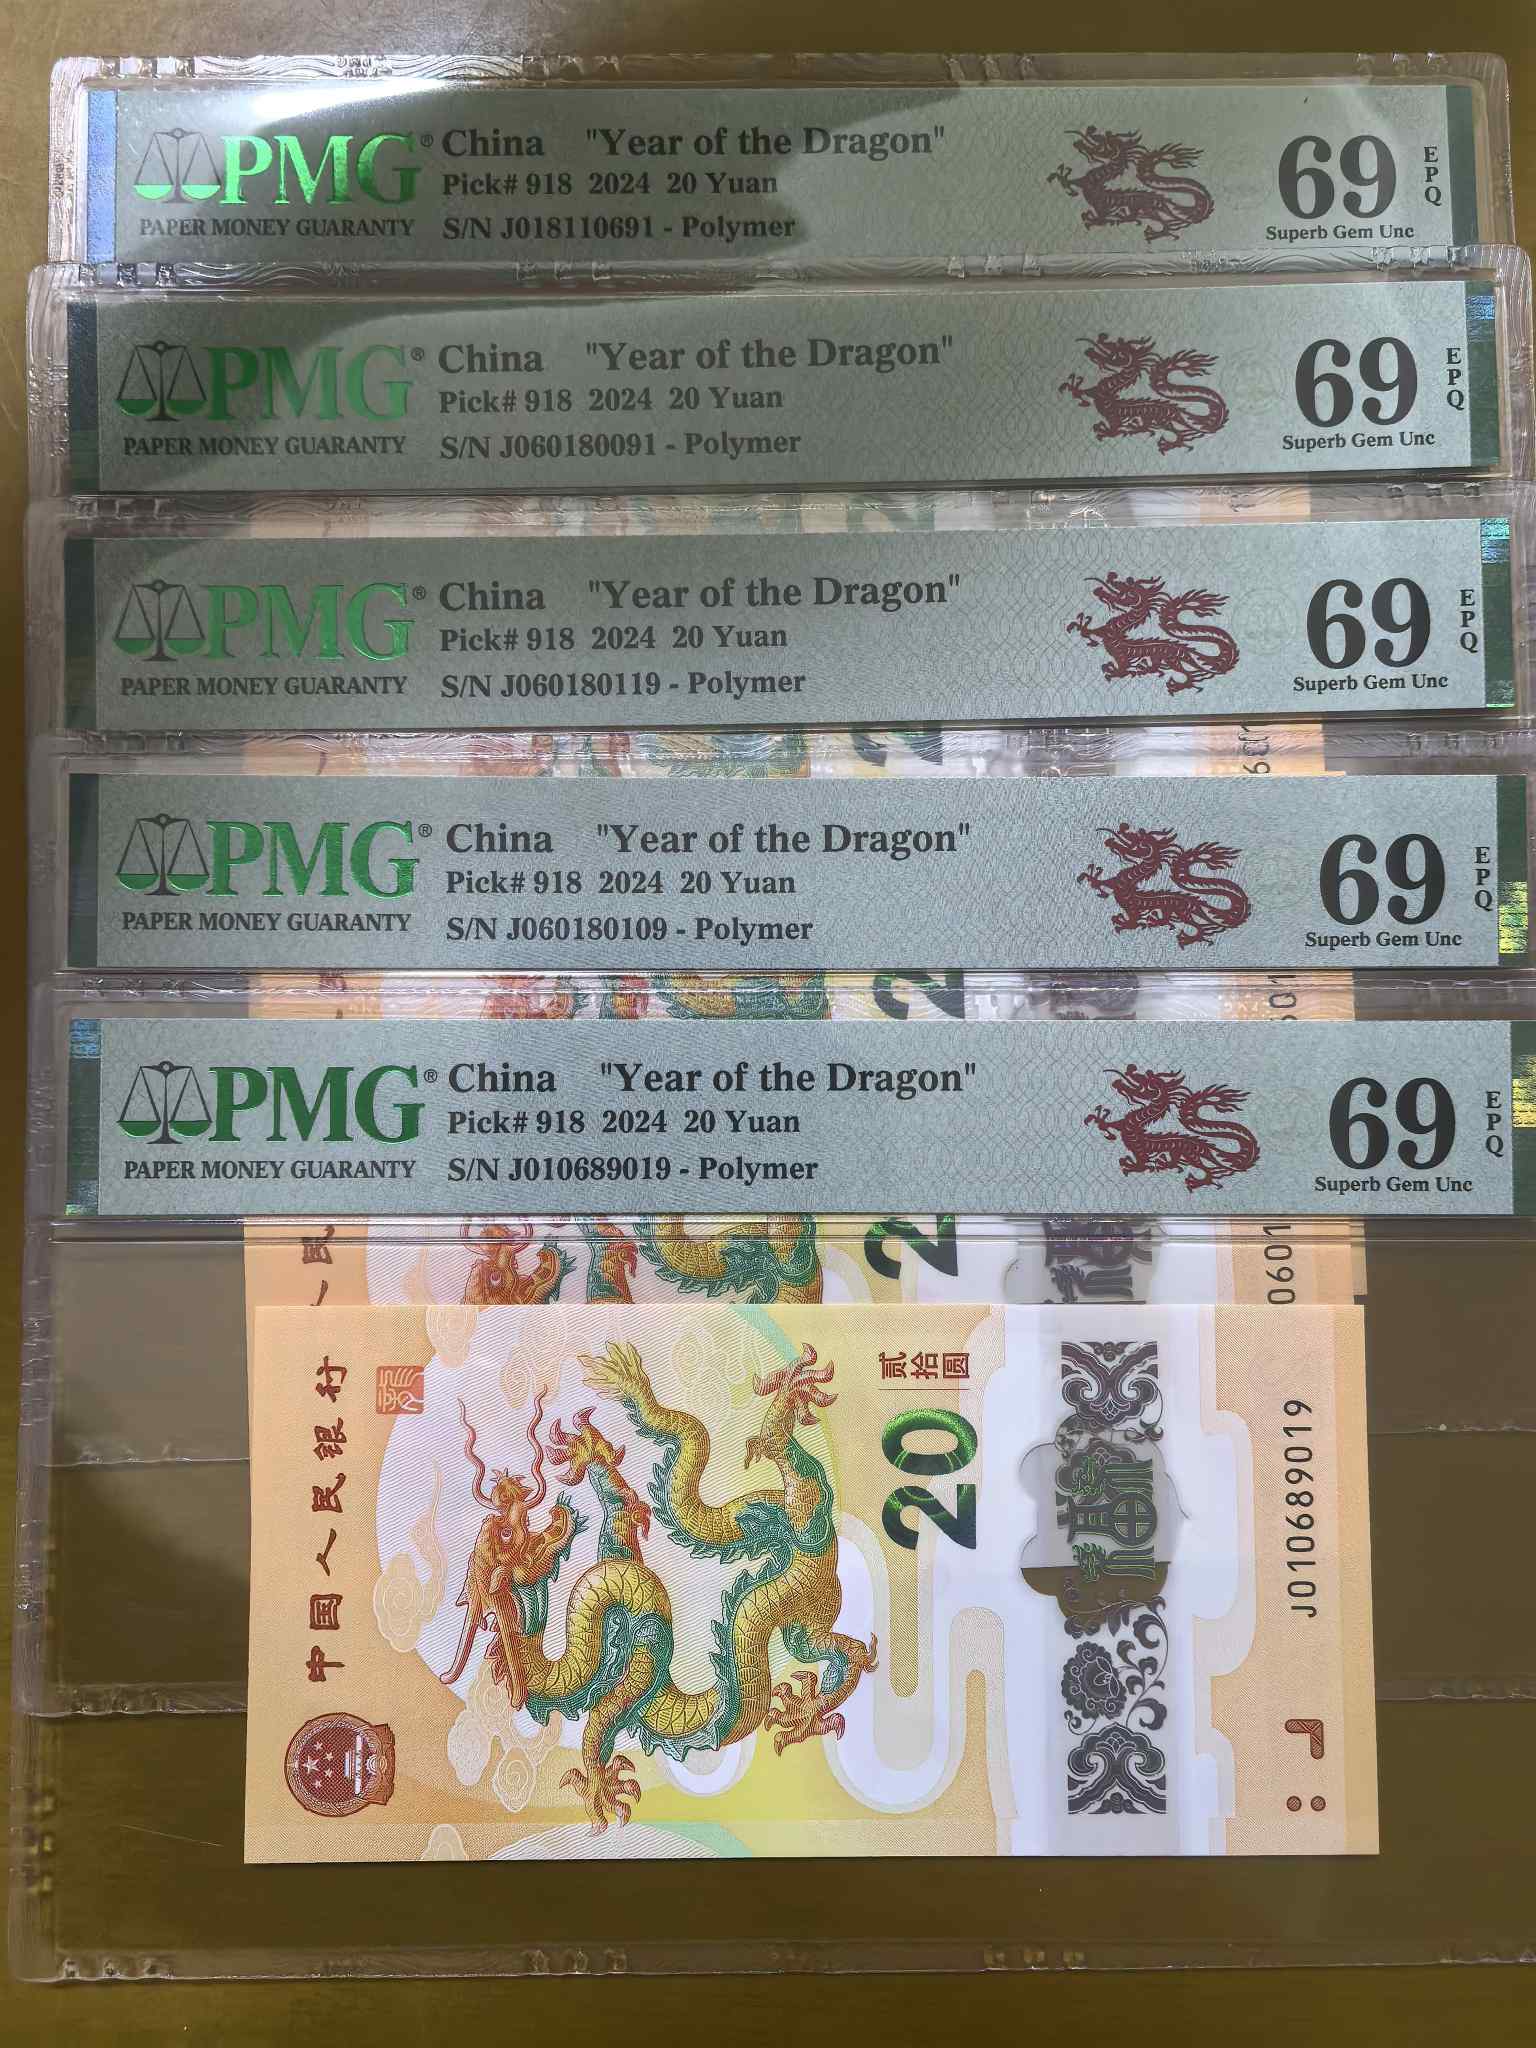 PMG® China "Year of the Dragon"
Pick# 918 2024 20 Yuan
PAPER MONEY GUARANTY S/N J018110691 - Polymer
69 EPQ
Superb Gem Unc
PMG® China "Year of the Dragon"
Pick# 918 2024 20 Yuan
PAPER MONEY GUARANTY S/N J060180091 - Polymer
69 EPQ
Superb Gem Unc
PMG® China "Year of the Dragon"
Pick# 918 2024 20 Yuan
PAPER MONEY GUARANTY S/N J060180119 - Polymer
69 EPQ
Superb Gem Unc
PMG® China "Year of the Dragon"
Pick# 918 2024 20 Yuan
PAPER MONEY GUARANTY S/N J060180109 - Polymer
69 EPQ
Superb Gem Unc
PMG® China "Year of the Dragon"
Pick# 918 2024 20 Yuan
PAPER MONEY GUARANTY S/N J010689019 - Polymer
69 EPQ
Superb Gem Unc
中国人民银行
贰拾圆
20
福
J010689019